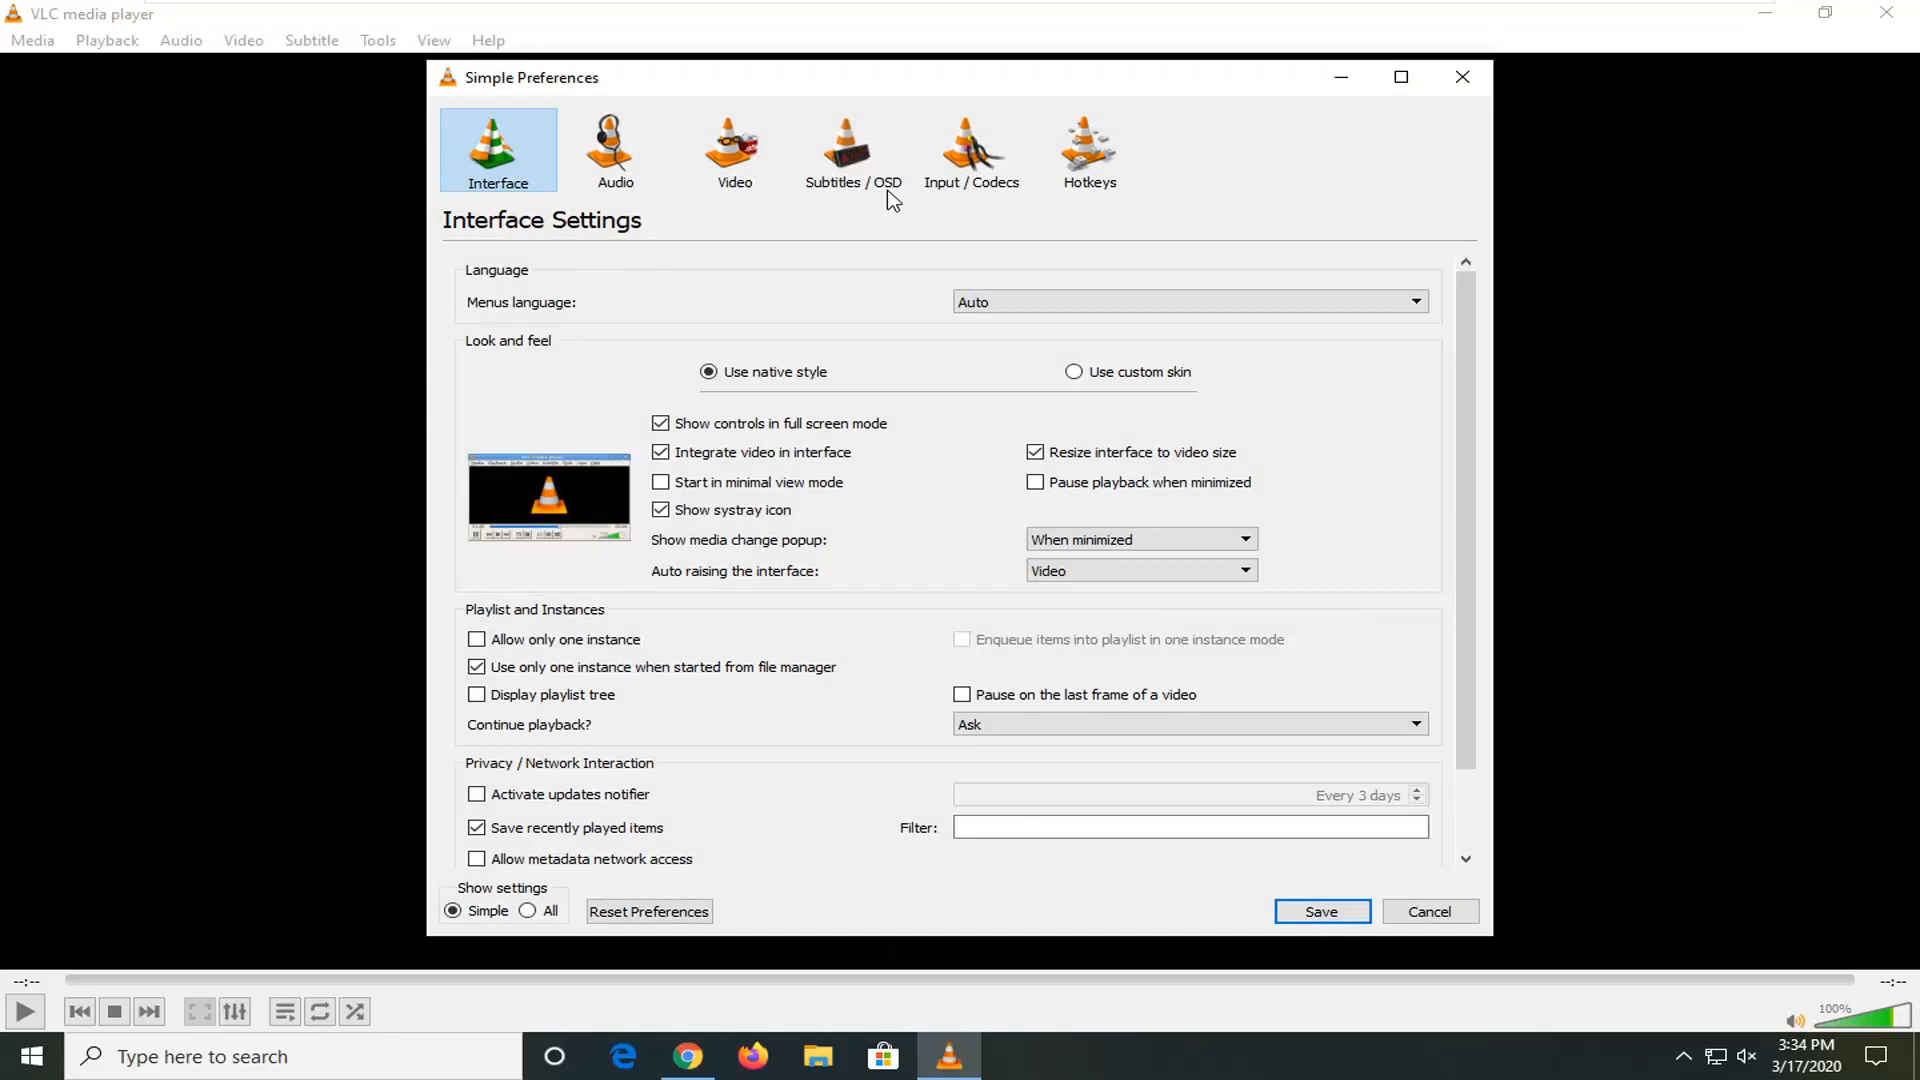 VLC media player
Media Playback Audio Video Subtitle Tools View Help
Simple Preferences
Interface Audio Video Subtitles / OSD Input / Codecs Hotkeys
Interface Settings
Language
Menus language: Auto
Look and feel
Use native style Use custom skin
Show controls in full screen mode
Integrate video in interface Resize interface to video size
Start in minimal view mode Pause playback when minimized
Show systray icon
Show media change popup: When minimized
Auto raising the interface: Video
Playlist and Instances
Allow only one instance Enqueue items into playlist in one instance mode
Use only one instance when started from file manager
Display playlist tree Pause on the last frame of a video
Continue playback? Ask
Privacy / Network Interaction
Activate updates notifier Every 3 days
Save recently played items Filter:
Allow metadata network access
Show settings
Simple All Reset Preferences Save Cancel
--:-- --:--
100%
Type here to search
3:34 PM
3/17/2020